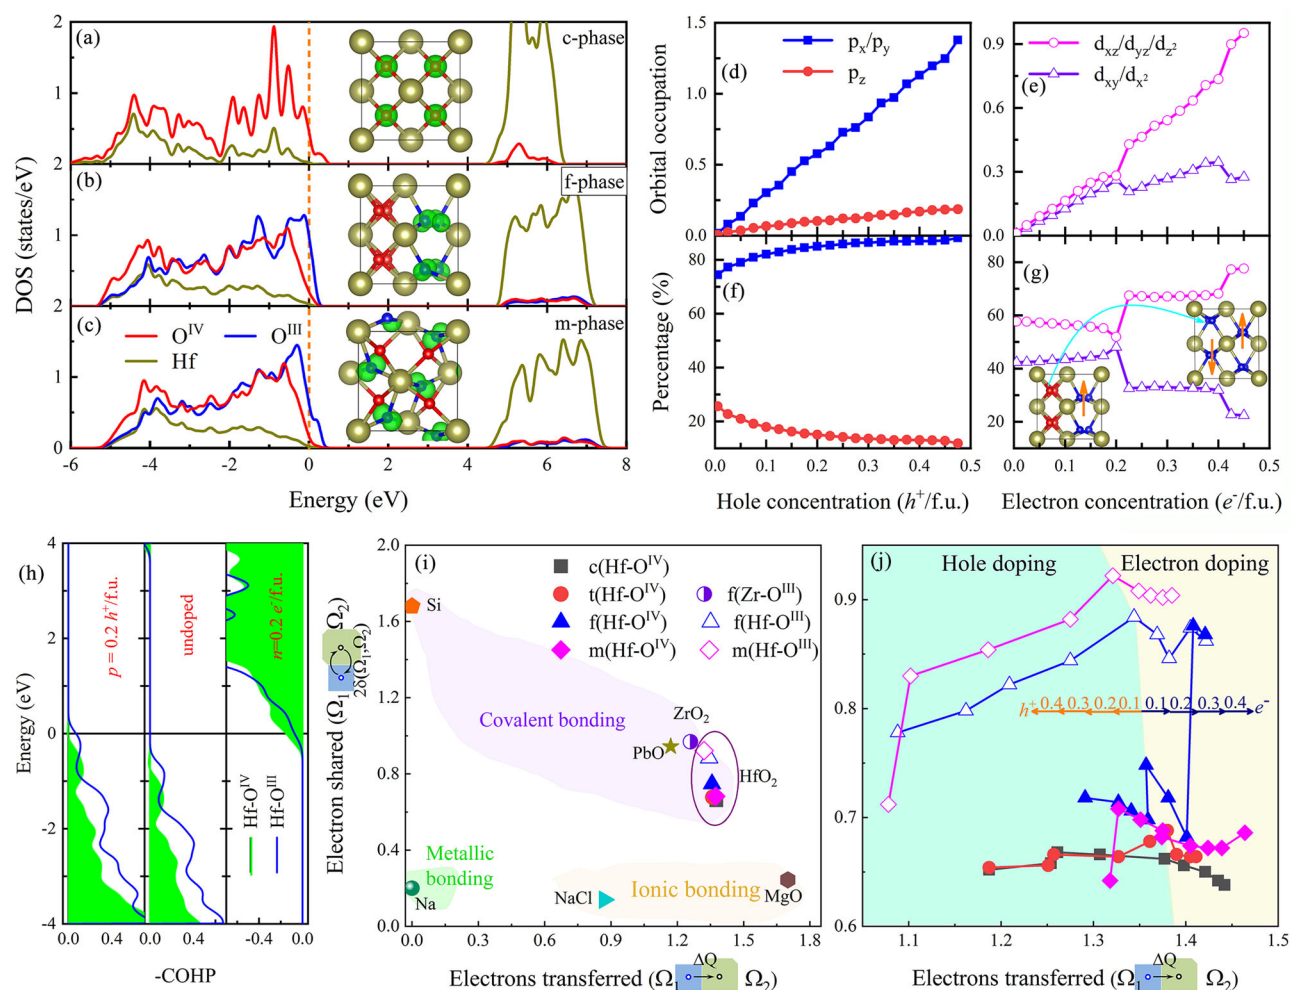 (a)
c-phase
(b)
f-phase
(c)
m-phase
O^IV
O^III
Hf
DOS (states/eV)
2
1
2
1
2
1
0
-6
-4
-2
0
2
4
6
8
Energy (eV)
(d)
p_x/p_y
p_z
Orbital occupation
1.5
1.0
0.5
0.0
(e)
d_xz/d_yz/d_z²
d_xy/d_x²
0.9
0.6
0.3
0.0
(f)
Percentage (%)
80
60
40
20
0.0
0.1
0.2
0.3
0.4
0.5
Hole concentration (h⁺/f.u.)
(g)
80
60
40
20
0.0
0.1
0.2
0.3
0.4
0.5
Electron concentration (e⁻/f.u.)
(h)
p = 0.2 h⁺/f.u.
undoped
n=0.2 e⁻/f.u.
Hf-O^IV
Hf-O^III
Energy (eV)
4
2
0
-2
-4
0.0
0.4
0.0
0.4
-0.4
0.0
-COHP
(i)
c(Hf-O^IV)
t(Hf-O^IV)
f(Hf-O^IV)
m(Hf-O^IV)
f(Zr-O^III)
f(Hf-O^III)
m(Hf-O^III)
Si
Covalent bonding
ZrO₂
PbO
HfO₂
Metallic
bonding
Na
NaCl
Ionic bonding
MgO
Electron shared (Ω₁ Ω₂)
2δ(Ω₁,Ω₂)
2.0
1.6
1.2
0.8
0.4
0.0
0.0
0.3
0.6
0.9
1.2
1.5
1.8
Electrons transferred (Ω₁ Ω₂)
ΔQ
(j)
Hole doping
Electron doping
h⁺
0.4
0.3
0.2
0.1
0.1
0.2
0.3
0.4
e⁻
1.0
0.9
0.8
0.7
0.6
1.1
1.2
1.3
1.4
1.5
Electrons transferred (Ω₁ Ω₂)
ΔQ